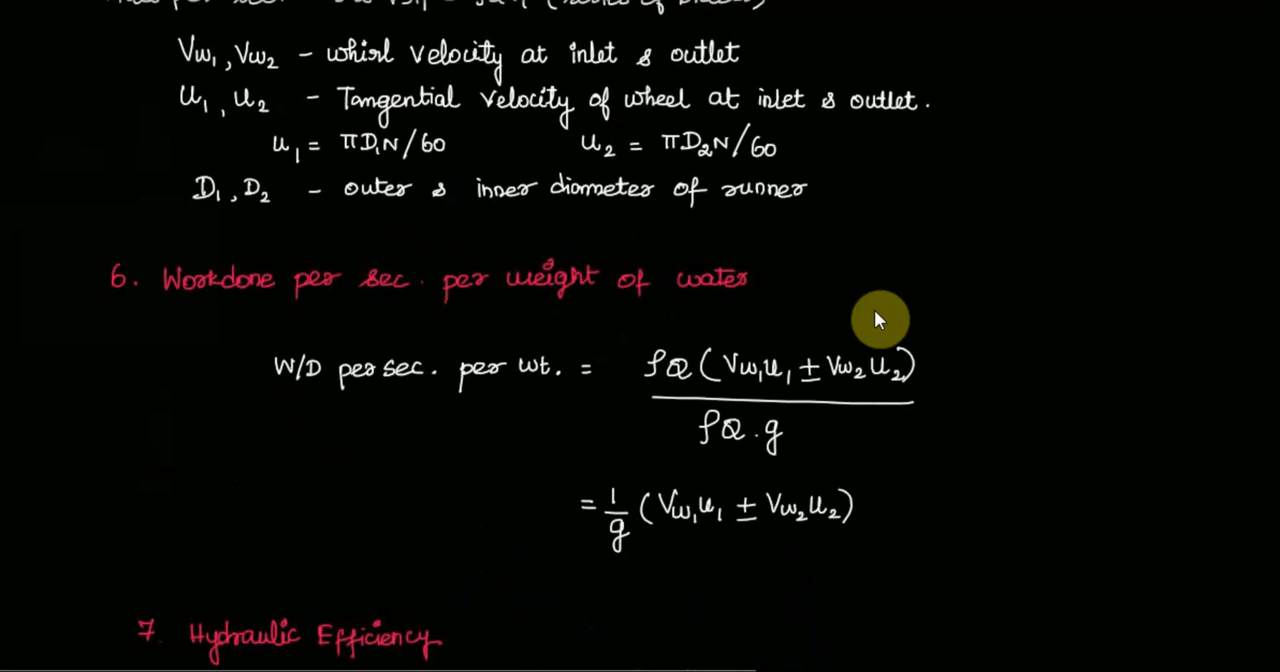 Vw₁, Vw₂ - whirl velocity at inlet & outlet
u₁, u₂ - Tangential velocity of wheel at inlet & outlet.
u₁ = πD₁N/60 u₂ = πD₂N/60
D₁, D₂ - outer & inner diameter of runner
6. Workdone per sec. per weight of water
W/D per sec. per wt. = ρQ (Vw₁u₁ ± Vw₂u₂)
ρQ.g
= 1/g (Vw₁u₁ ± Vw₂u₂)
7. Hydraulic Efficiency